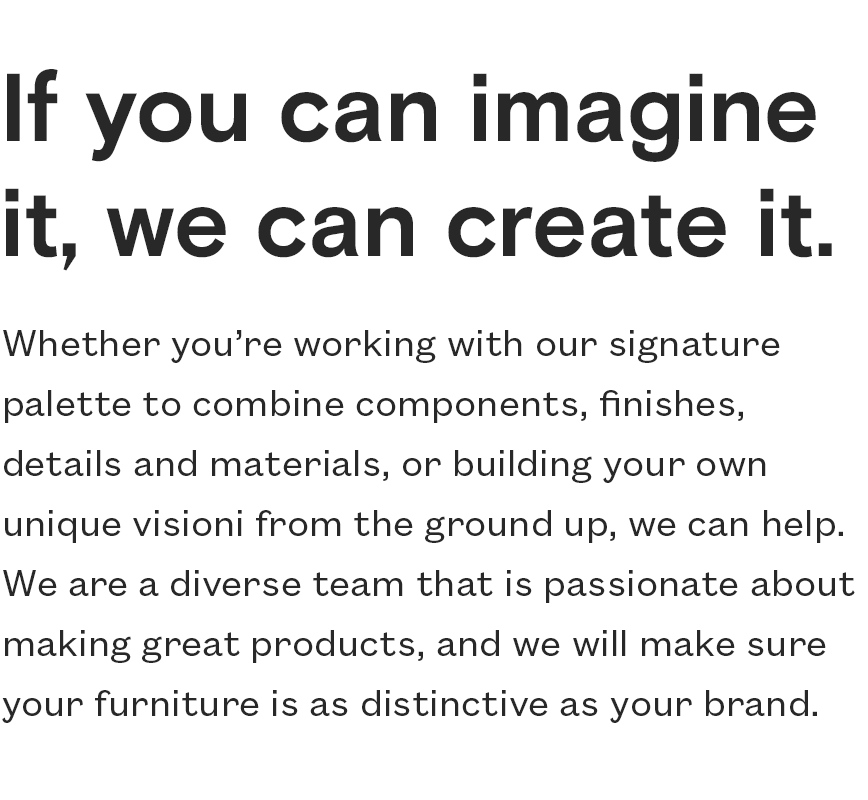 If you can imagine
it, we can create it.
Whether you’re working with our signature
palette to combine components, finishes,
details and materials, or building your own
unique visioni from the ground up, we can help.
We are a diverse team that is passionate about
making great products, and we will make sure
your furniture is as distinctive as your brand.